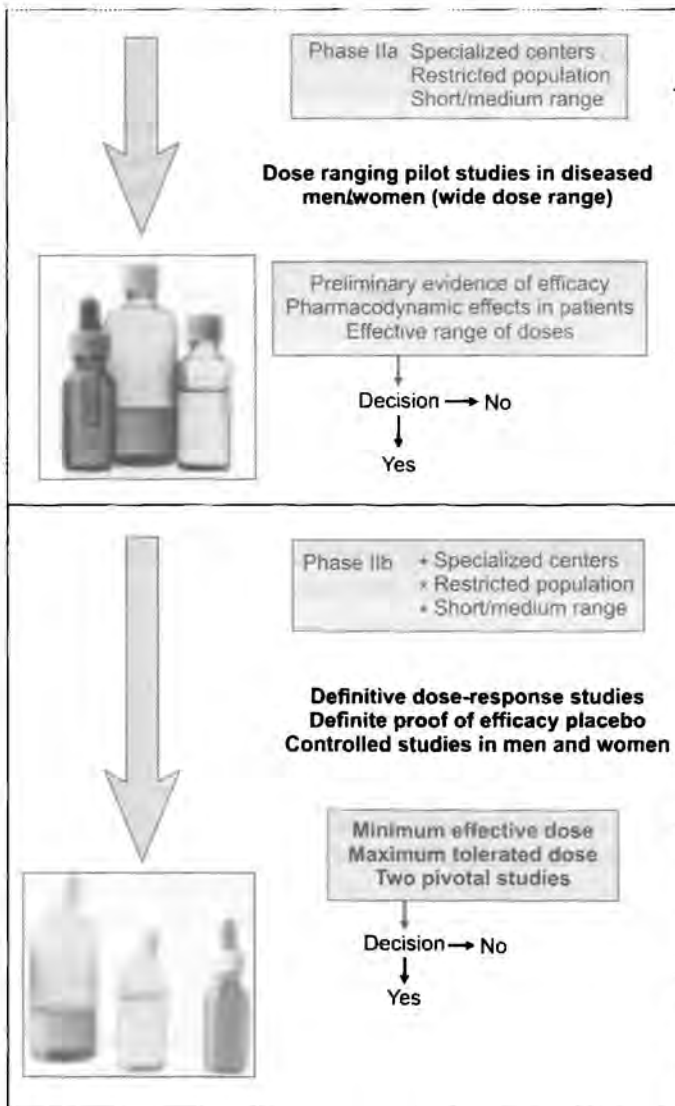 Phase IIa Specialized centers
Restricted population
Short/medium range
Dose ranging pilot studies in diseased
men/women (wide dose range)
Preliminary evidence of efficacy
Pharmacodynamic effects in patients
Effective range of doses
Decision → No
Yes
Phase IIb • Specialized centers
• Restricted population
• Short/medium range
Definitive dose-response studies
Definite proof of efficacy placebo
Controlled studies in men and women
Minimum effective dose
Maximum tolerated dose
Two pivotal studies
Decision → No
Yes